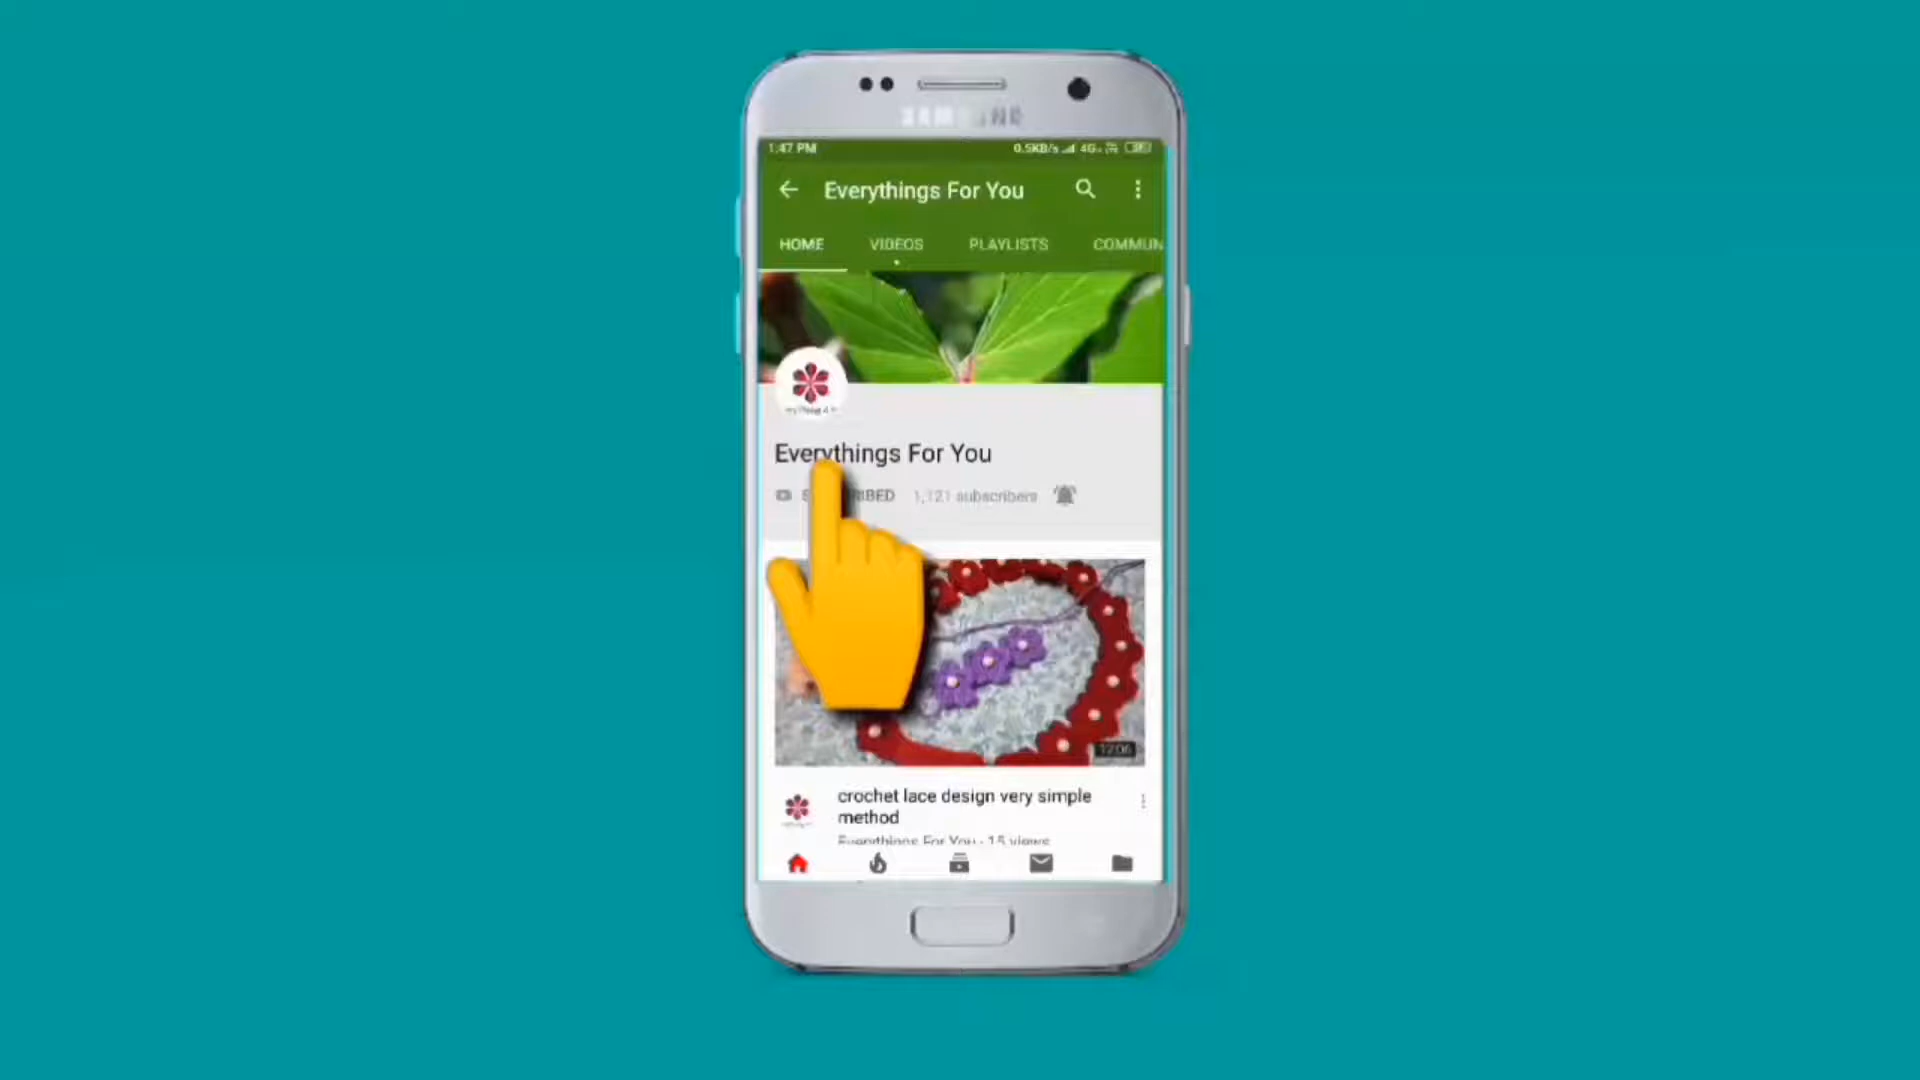 SAMSUNG
1:47 PM 0.5KB/s 4G
Everythings For You
HOME VIDEOS PLAYLISTS COMMUN
Everythings For You
1,121 subscribers
12:06
crochet lace design very simple
method
Everythings For You · 15 views